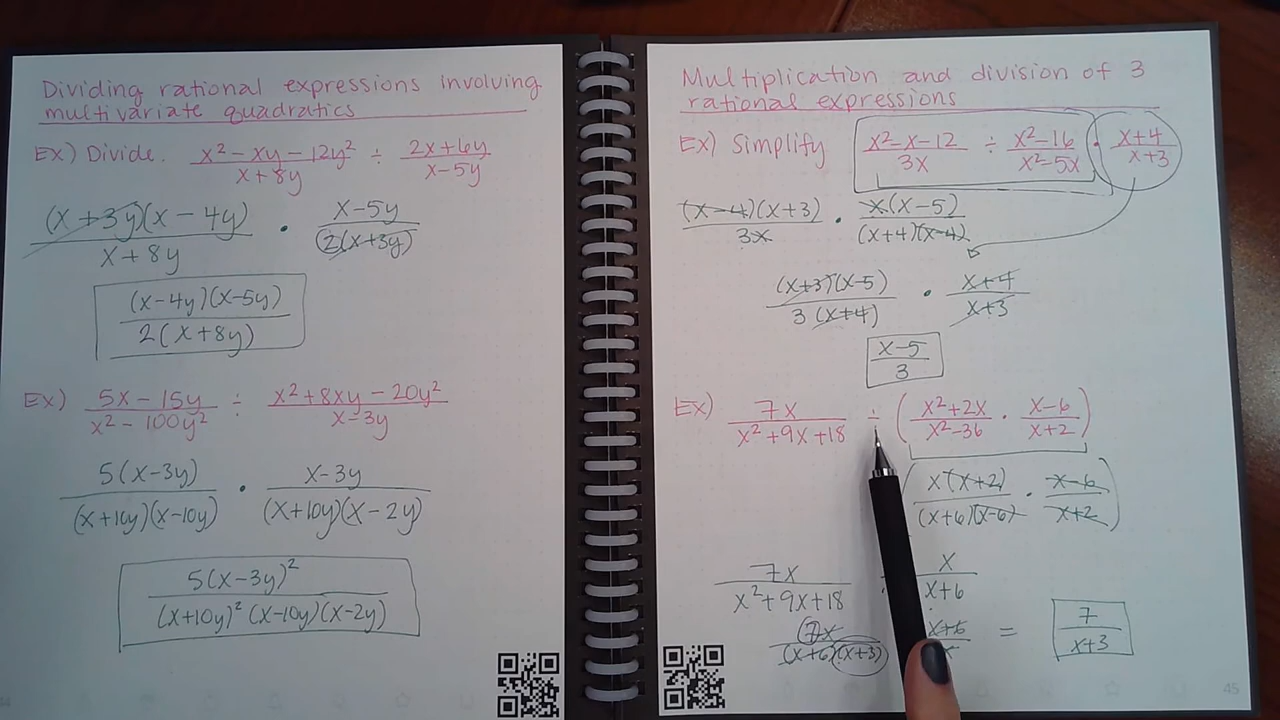 Dividing rational expressions involving
multivariate quadratics
Ex) Divide. (x² - xy - 12y²)/(x + 8y) ÷ (2x + 6y)/(x - 5y)
((x + 3y)(x - 4y))/(x + 8y) · (x - 5y)/(2(x + 3y))
((x - 4y)(x - 5y))/(2(x + 8y))
Ex) (5x - 15y)/(x² - 100y²) ÷ (x² + 8xy - 20y²)/(x - 3y)
(5(x - 3y))/((x + 10y)(x - 10y)) · (x - 3y)/((x + 10y)(x - 2y))
(5(x - 3y)²)/((x + 10y)²(x - 10y)(x - 2y))
44
Multiplication and division of 3
rational expressions
Ex) Simplify (x² - x - 12)/(3x) ÷ (x² - 16)/(x² - 5x) · (x + 4)/(x + 3)
((x - 4)(x + 3))/(3x) · (x(x - 5))/((x + 4)(x - 4))
((x + 3)(x - 5))/(3(x + 4)) · (x + 4)/(x + 3)
(x - 5)/3
Ex) (7x)/(x² + 9x + 18) ÷ ((x² + 2x)/(x² - 36) · (x - 6)/(x + 2))
((x(x + 2))/((x + 6)(x - 6)) · (x - 6)/(x + 2))
(7x)/(x² + 9x + 18) x/(x + 6)
(7x)/((x + 6)(x + 3)) (x + 6)/x = 7/(x + 3)
45